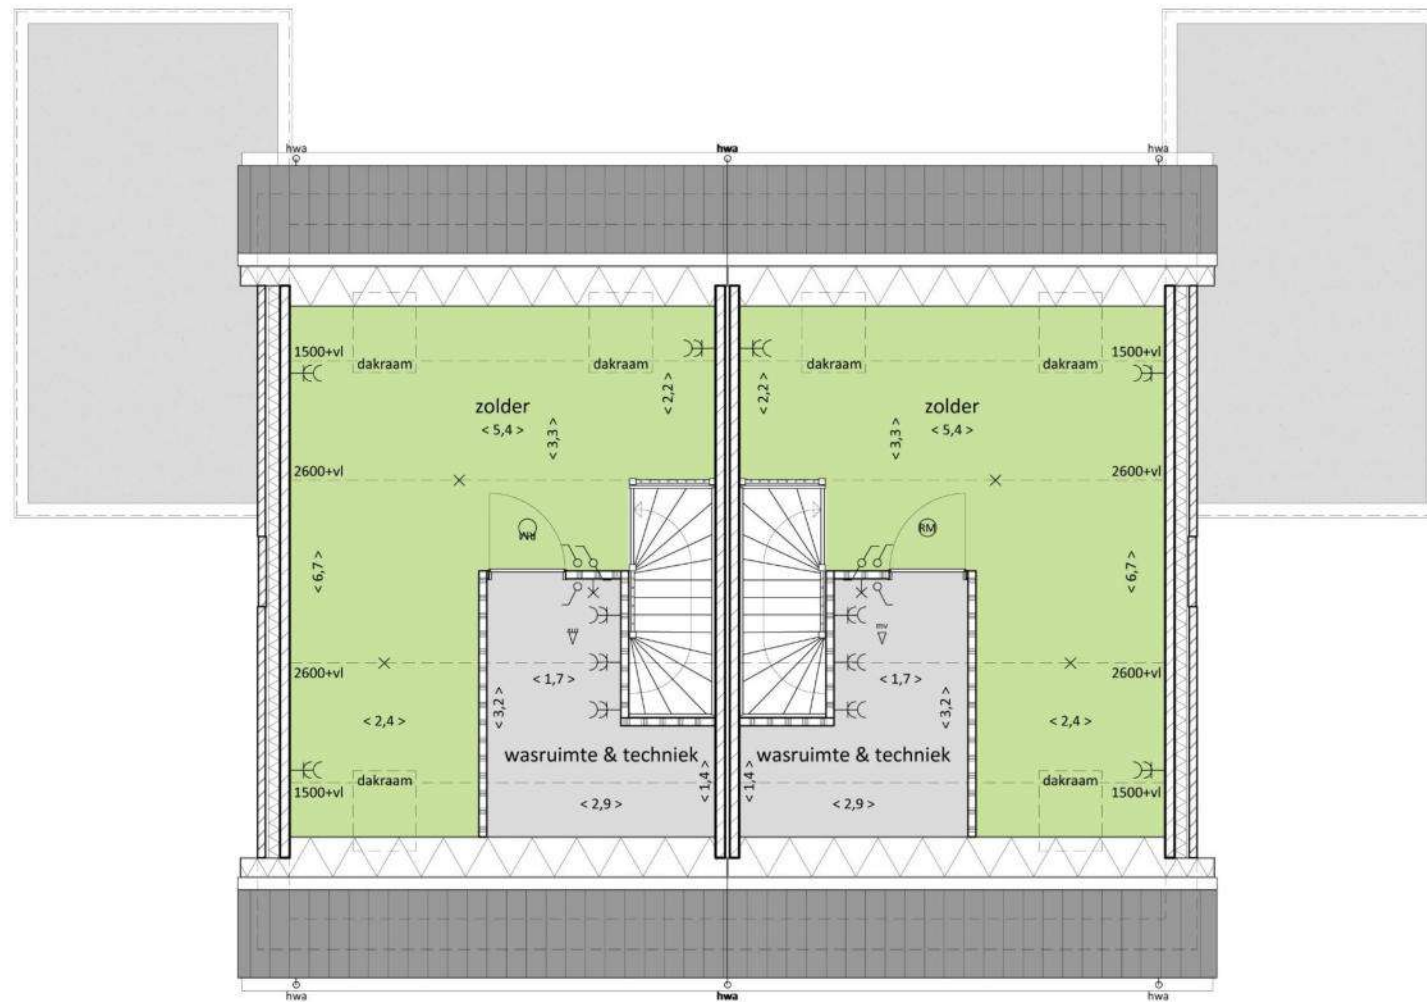 hwa hwa hwa
1500+vl dakraam dakraam dakraam dakraam 1500+vl
< 2,2 > < 2,2 >
zolder zolder
< 5,4 > < 5,4 >
< 3,3 > < 3,3 >
2600+vl 2600+vl
RM RM
< 6,7 > < 6,7 >
mv mv
2600+vl < 1,7 > < 1,7 > 2600+vl
< 3,2 > < 3,2 >
< 2,4 > < 2,4 >
wasruimte & techniek wasruimte & techniek
dakraam < 1,4 > < 1,4 > dakraam
1500+vl 1500+vl
< 2,9 > < 2,9 >
hwa hwa hwa